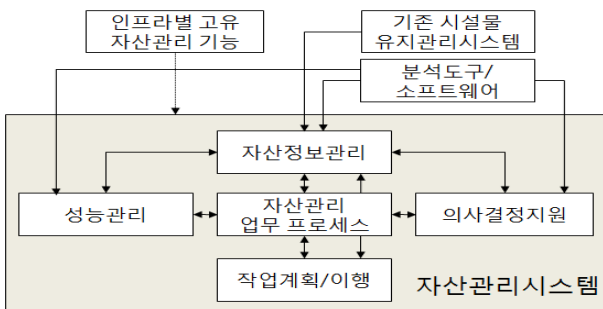 인프라별 고유
자산관리 기능
기존 시설물
유지관리시스템
분석도구/
소프트웨어
자산정보관리
성능관리
자산관리
업무 프로세스
의사결정지원
작업계획/이행
자산관리시스템